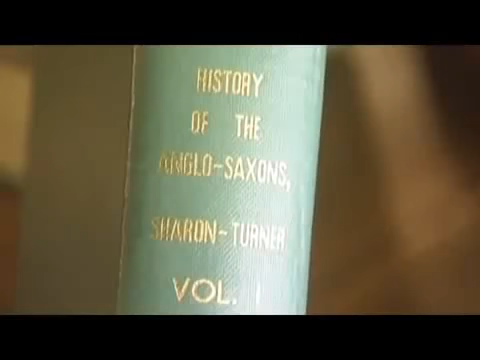 HISTORY
OF THE
ANGLO-SAXONS,
SHARON-TURNER
VOL. I